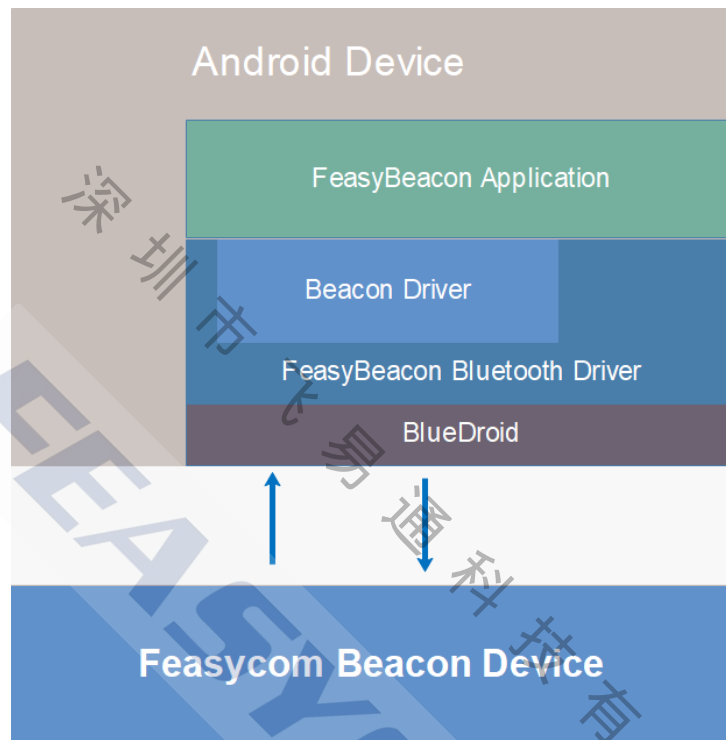 Android Device
FeasyBeacon Application
Beacon Driver
FeasyBeacon Bluetooth Driver
BlueDroid
Feasycom Beacon Device
深圳市飞易通科技有
FEASY